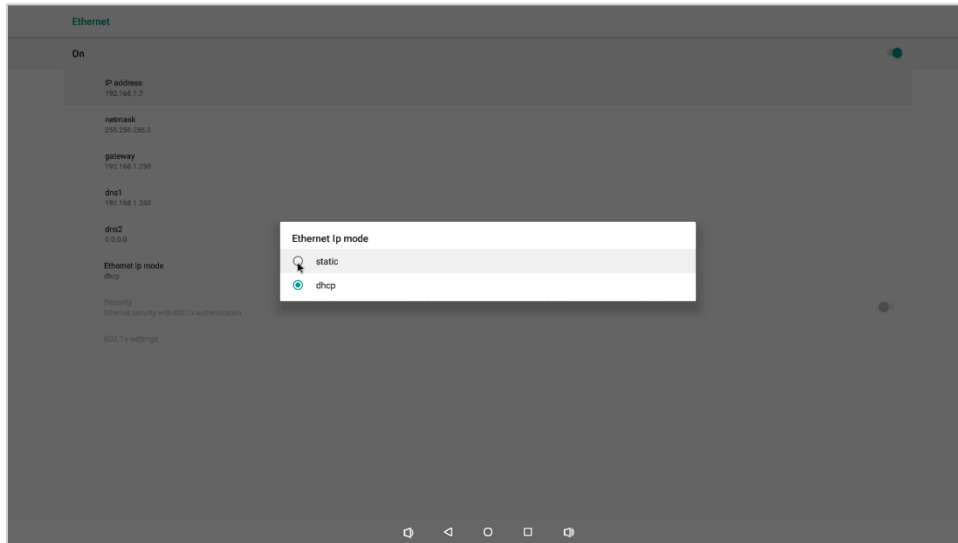 Ethernet
On
IP address
192.168.1.7
netmask
255.255.255.0
gateway
192.168.1.250
dns1
192.168.1.250
dns2
0.0.0.0
Ethernet Ip mode
dhcp
Security
Ethernet security with 802.1x authentication
802.1x settings
Ethernet Ip mode
static
dhcp